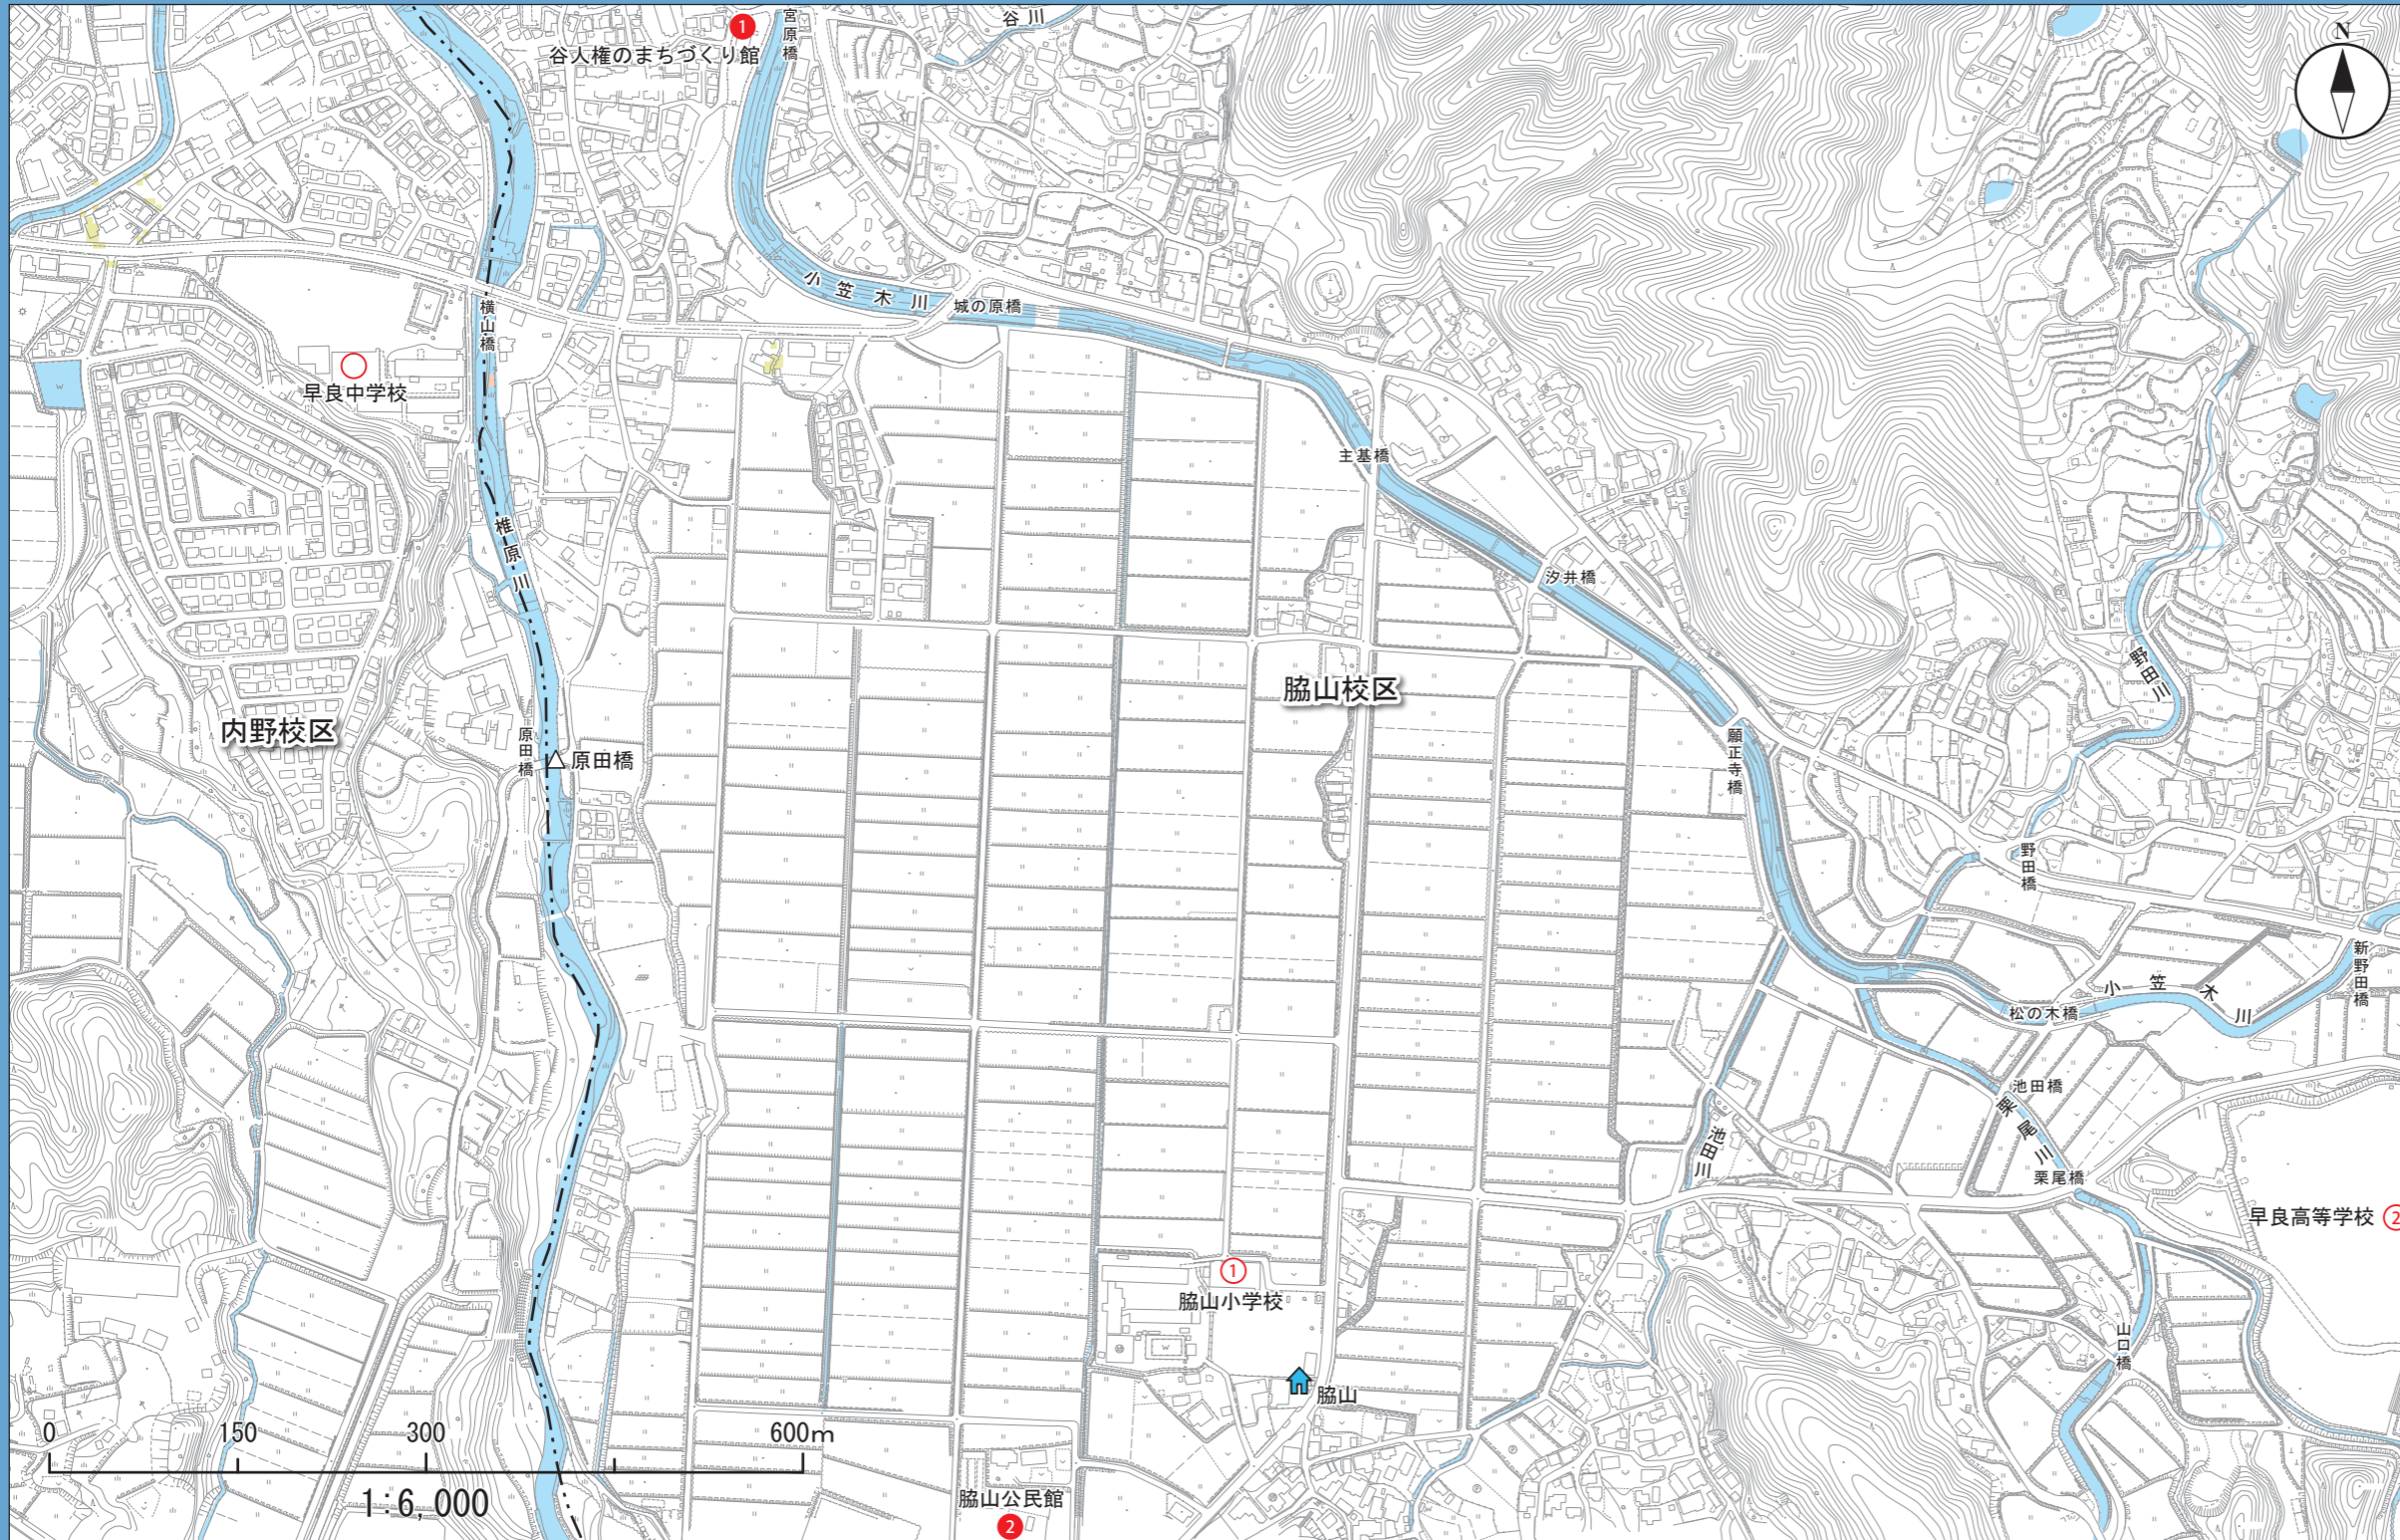 N
1
谷人権のまちづくり館
宮原橋
谷川
小笠木川
城の原橋
横山橋
早良中学校
主基橋
椎原川
汐井橋
野田川
脇山校区
内野校区
原田橋
原田橋
願正寺橋
野田橋
新野田橋
小笠木川
松の木橋
池田橋
栗尾川
池田川
栗尾橋
早良高等学校 2
1
脇山小学校
山口橋
脇山
0 150 300 600m
1:6,000
脇山公民館
2